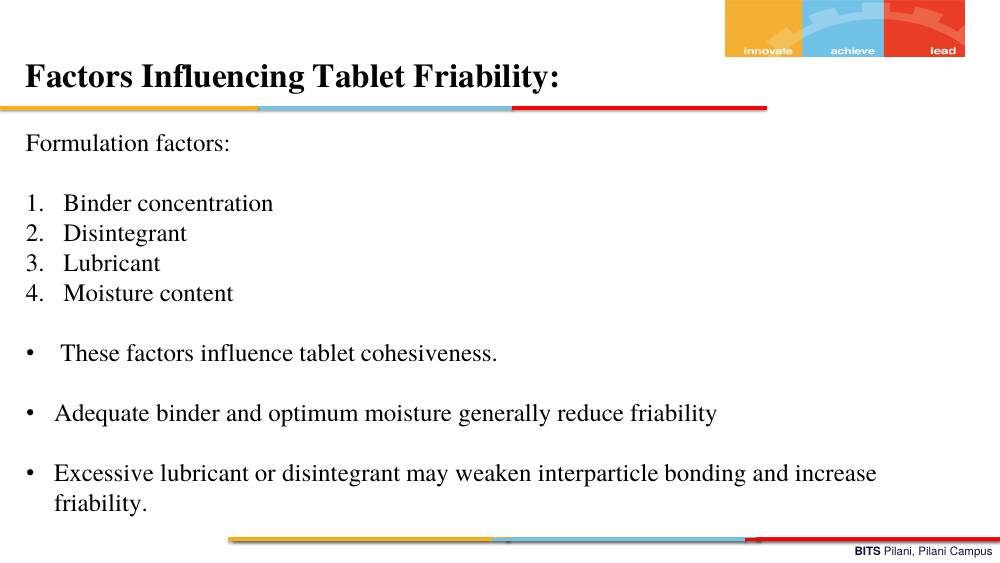 innovate achieve lead
Factors Influencing Tablet Friability:
Formulation factors:
1. Binder concentration
2. Disintegrant
3. Lubricant
4. Moisture content
• These factors influence tablet cohesiveness.
• Adequate binder and optimum moisture generally reduce friability
• Excessive lubricant or disintegrant may weaken interparticle bonding and increase
friability.
BITS Pilani, Pilani Campus